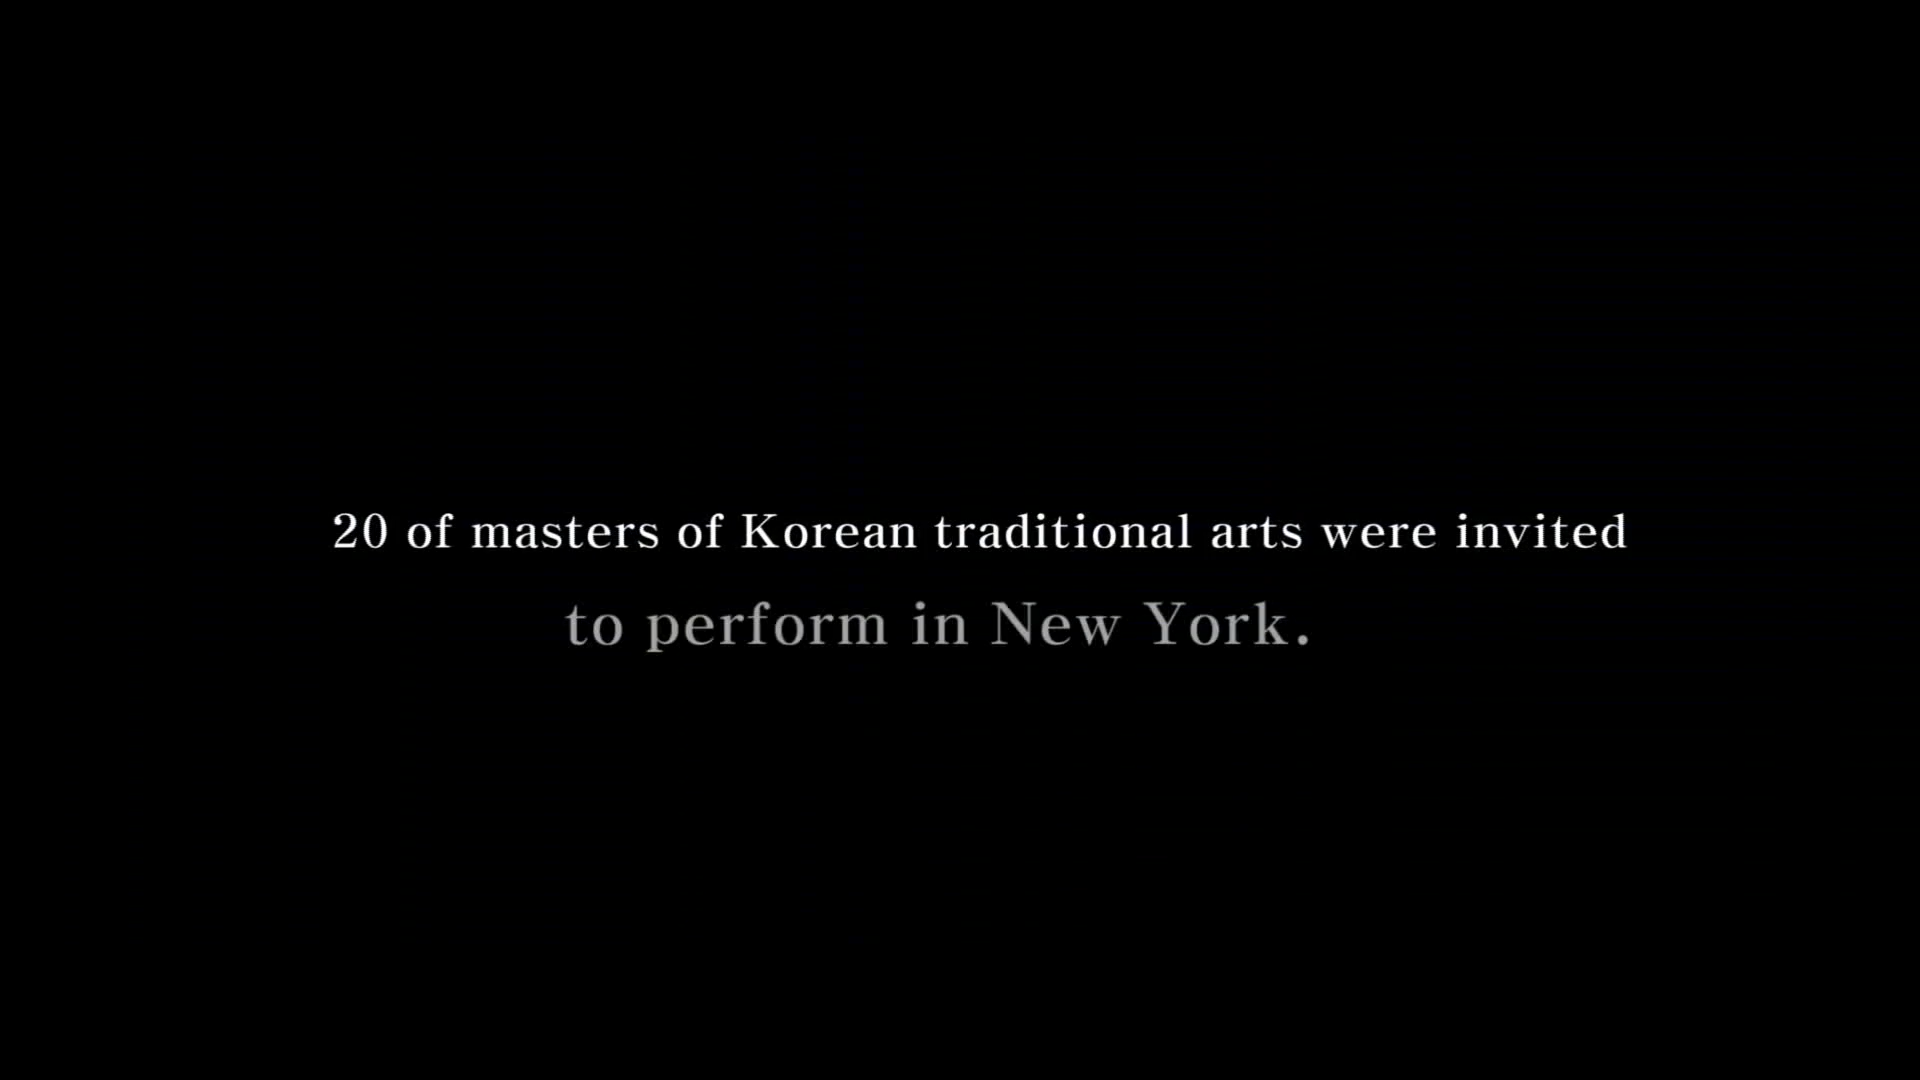 20 of masters of Korean traditional arts were invited
to perform in New York.